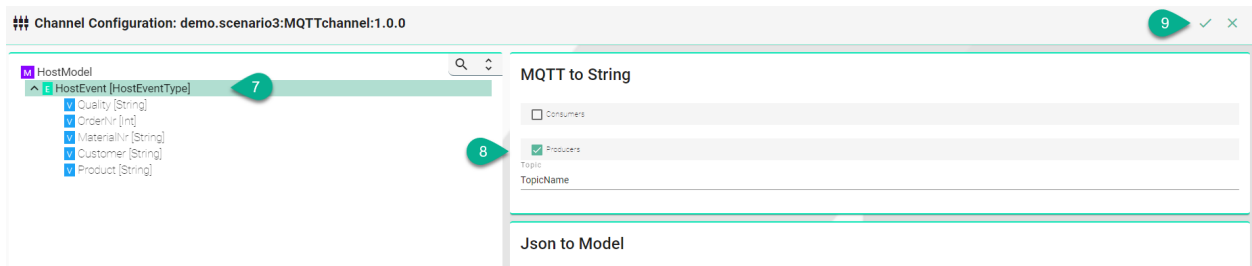 Channel Configuration: demo.scenario3:MQTTchannel:1.0.0
9
M HostModel
E HostEvent [HostEventType]
7
V Quality [String]
V OrderNr [Int]
V MaterialNr [String]
V Customer [String]
V Product [String]
MQTT to String
Consumers
8
Producers
Topic
TopicName
Json to Model